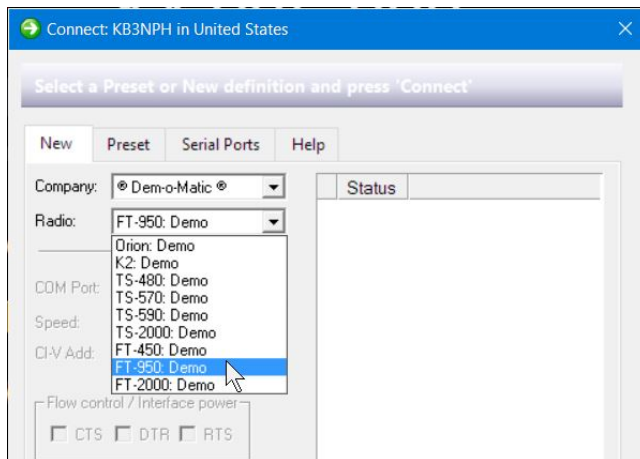 Connect: KB3NPH in United States
Select a Preset or New definition and press 'Connect'
New Preset Serial Ports Help
Company: ® Dem-o-Matic ®
Status
Radio: FT-950: Demo
Orion: Demo
K2: Demo
TS-480: Demo
COM Port:
TS-570: Demo
TS-590: Demo
Speed:
TS-2000: Demo
FT-450: Demo
CI-V Add:
FT-950: Demo
FT-2000: Demo
Flow control / Interface power
CTS DTR RTS